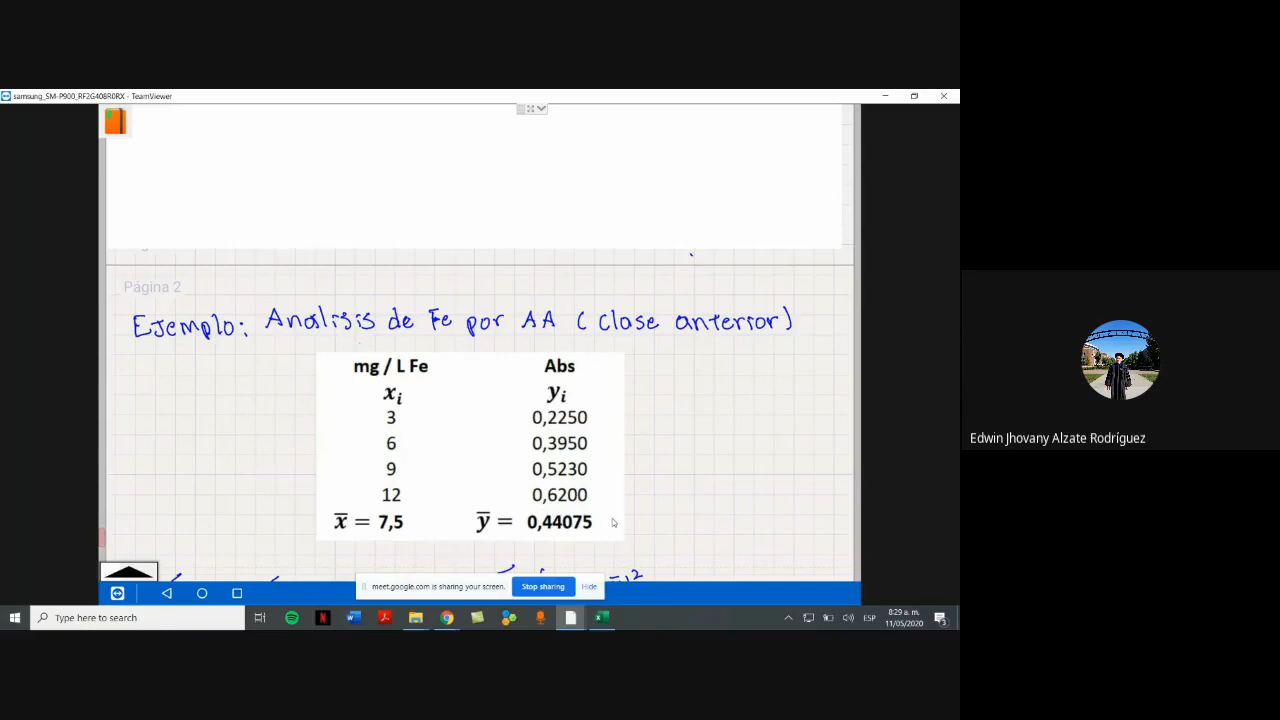 samsung_SM-P900_RF2G408R0RX - TeamViewer
Página 2
Ejemplo: Analisis de Fe por AA (Clase anterior)
mg / L Fe Abs
xᵢ yᵢ
3 0,2250
6 0,3950
9 0,5230
12 0,6200
x̅ = 7,5 y̅ = 0,44075
meet.google.com is sharing your screen. Stop sharing Hide
Type here to search
ESP
8:29 a. m.
11/05/2020
Edwin Jhovany Alzate Rodríguez